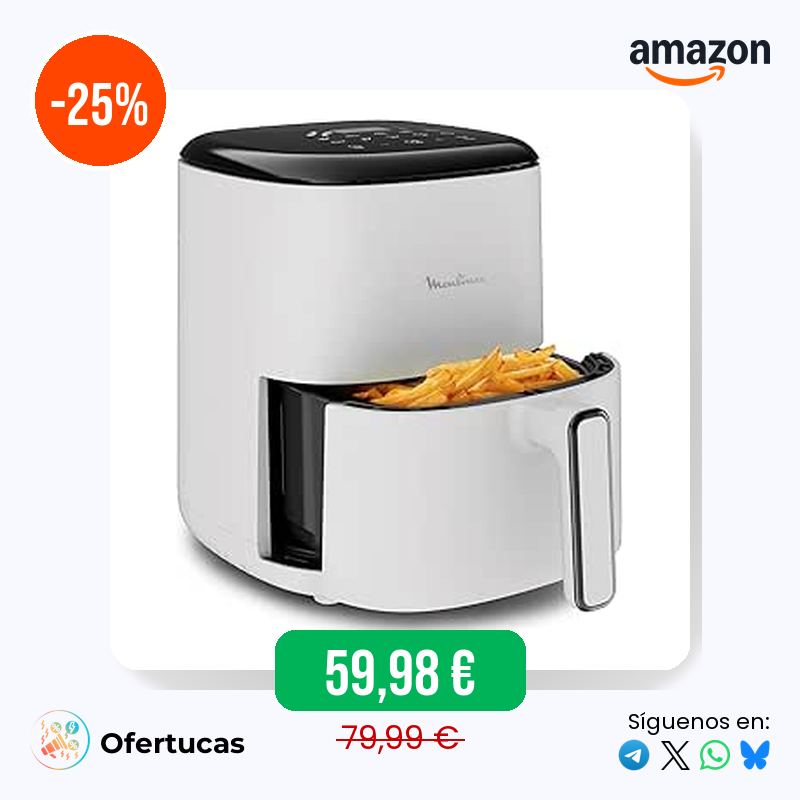 -25%
amazon
Moulinex
59,98 €
79,99 €
Ofertucas
Síguenos en: